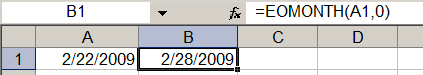 B1 fx =EOMONTH(A1,0)
A B C D
1 2/22/2009 2/28/2009